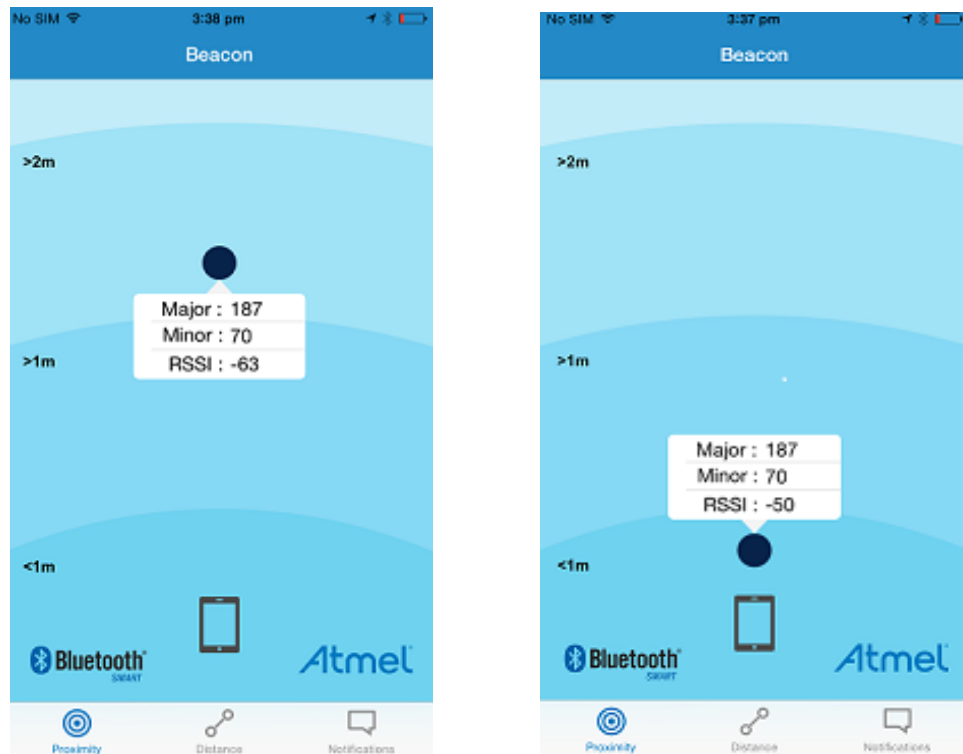 No SIM 3:38 pm
Beacon
>2m
Major : 187
Minor : 70
>1m
RSSI : -63
<1m
Bluetooth
SMART
Atmel
Proximity Distance Notifications
No SIM 3:37 pm
Beacon
>2m
>1m
Major : 187
Minor : 70
RSSI : -50
<1m
Bluetooth
SMART
Atmel
Proximity Distance Notifications